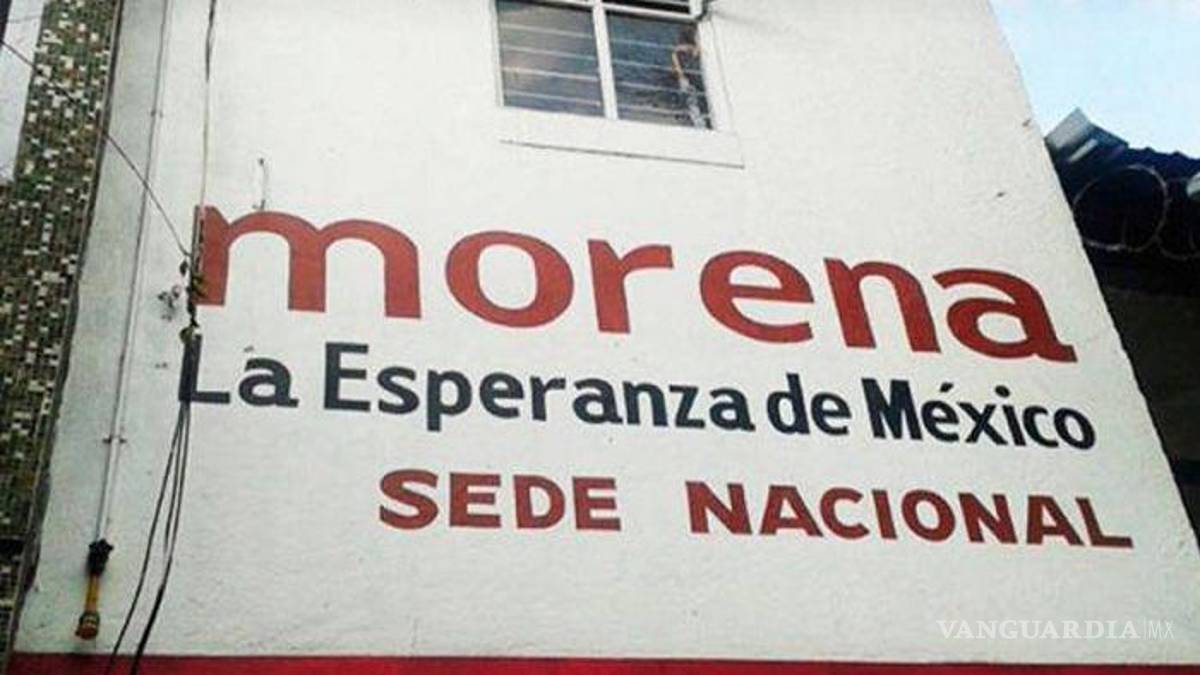 morena
La Esperanza de México
SEDE NACIONAL
VANGUARDIA|MX